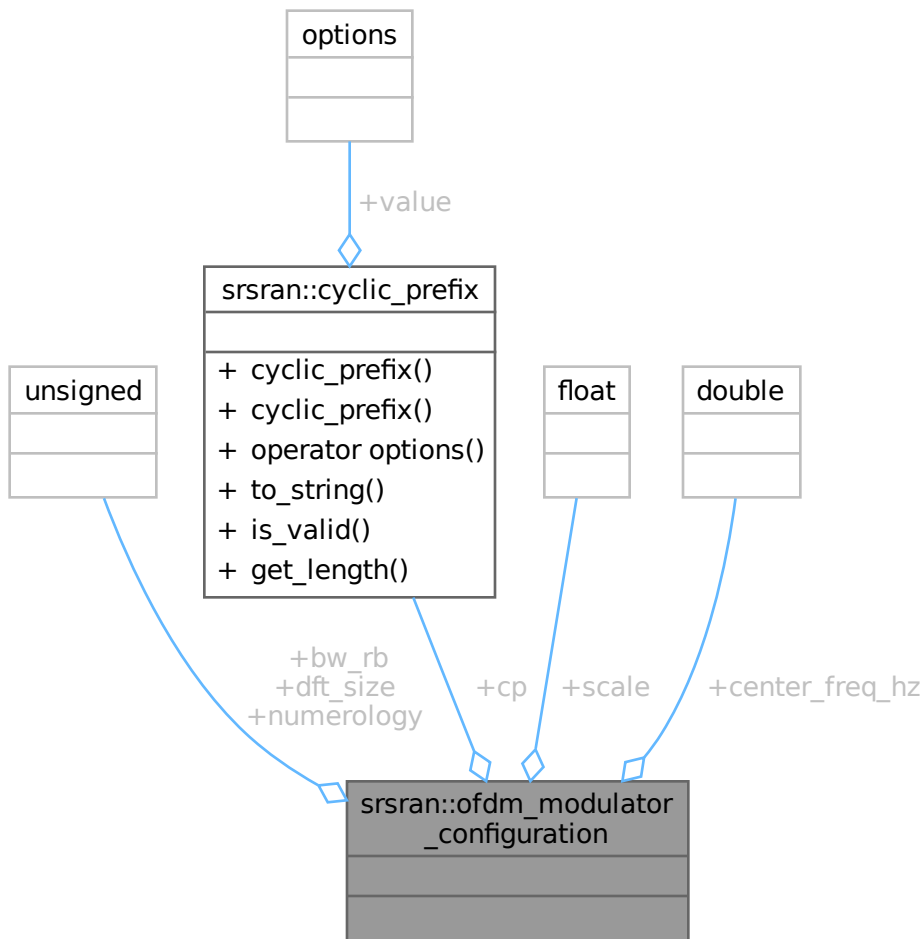 options
+value
srsran::cyclic_prefix
+ cyclic_prefix()
+ cyclic_prefix()
+ operator options()
+ to_string()
+ is_valid()
+ get_length()
unsigned
float
double
+bw_rb
+dft_size
+numerology
+cp
+scale
+center_freq_hz
srsran::ofdm_modulator
_configuration